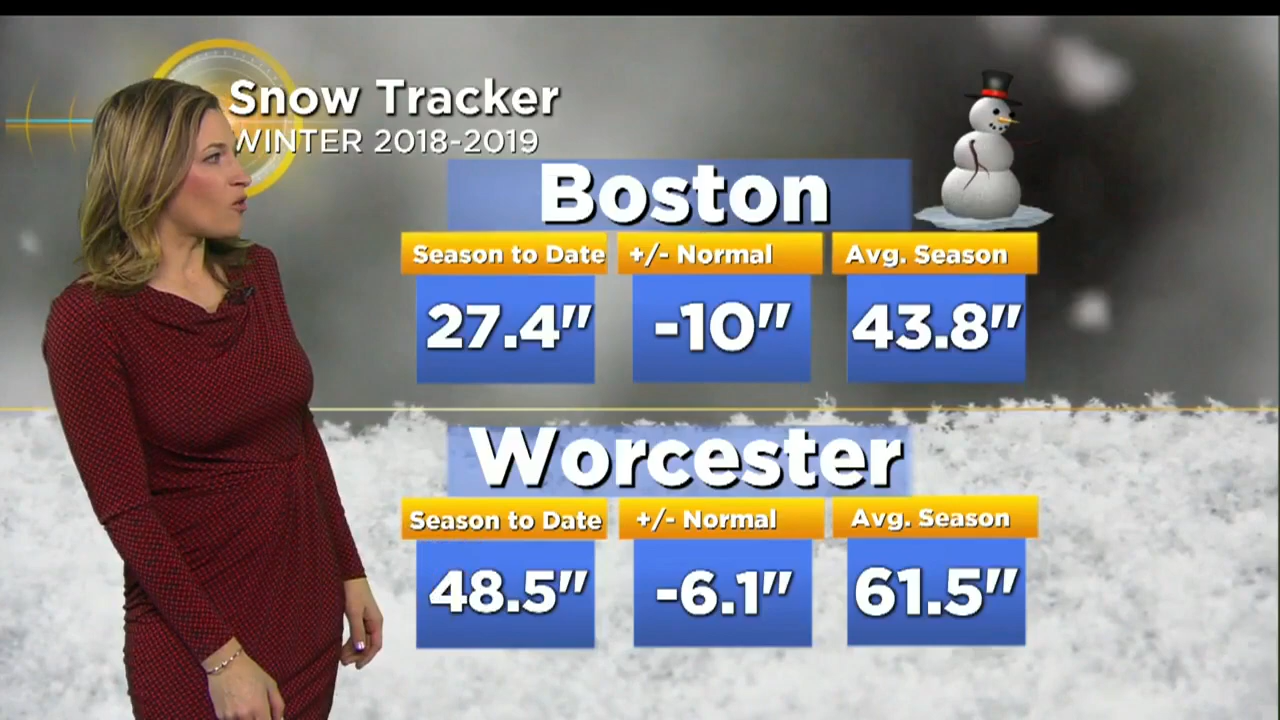 Snow Tracker
WINTER 2018-2019
Boston
Season to Date +/- Normal Avg. Season
27.4" -10" 43.8"
Worcester
Season to Date +/- Normal Avg. Season
48.5" -6.1" 61.5"